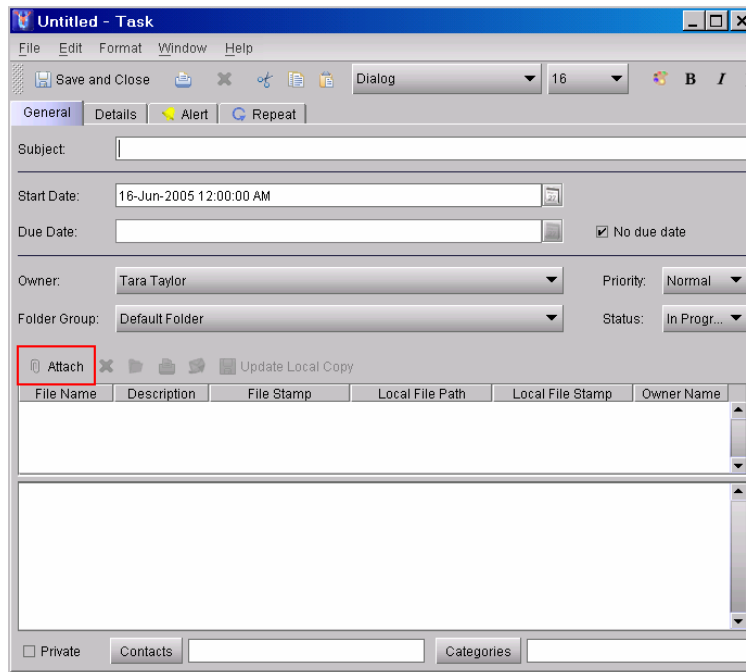 Untitled - Task
File Edit Format Window Help
Save and Close Dialog 16 B I
General Details Alert Repeat
Subject:
Start Date: 16-Jun-2005 12:00:00 AM 27
Due Date: No due date
Owner: Tara Taylor Priority: Normal
Folder Group: Default Folder Status: In Progr...
Attach Update Local Copy
File Name Description File Stamp Local File Path Local File Stamp Owner Name
Private Contacts Categories